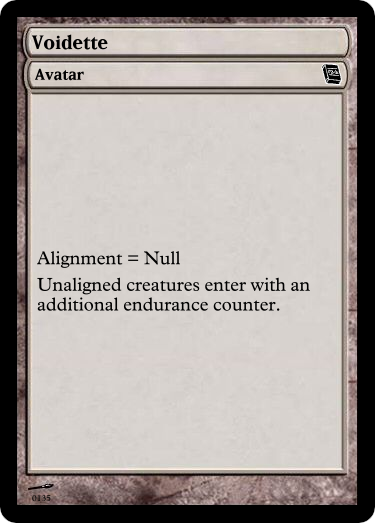 Voidette
Avatar
Alignment = Null
Unaligned creatures enter with an
additional endurance counter.
0135